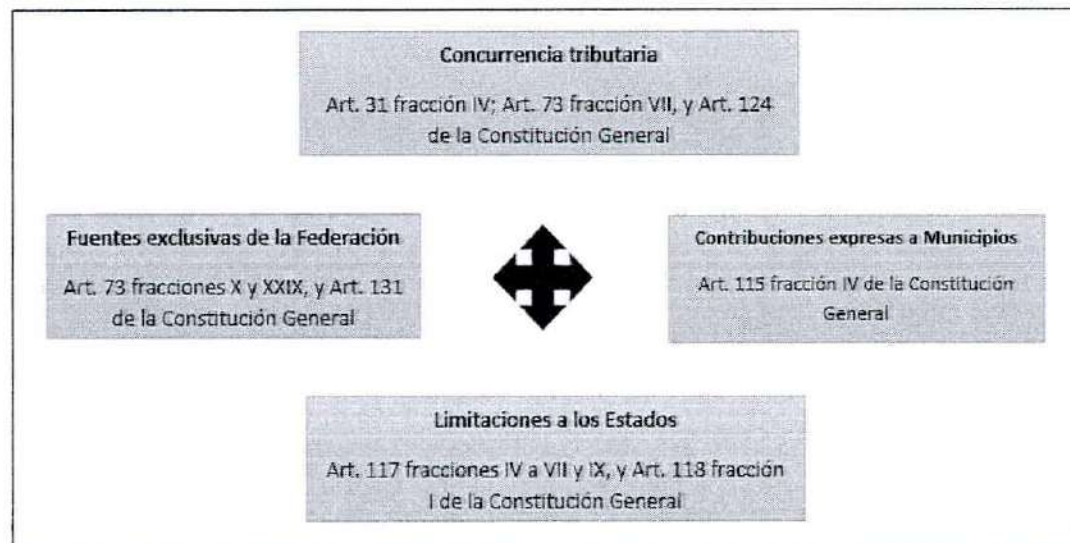 Concurrencia tributaria
Art. 31 fracción IV; Art. 73 fracción VII, y Art. 124
de la Constitución General
Fuentes exclusivas de la Federación
Art. 73 fracciones X y XXIX, y Art. 131
de la Constitución General
Contribuciones expresas a Municipios
Art. 115 fracción IV de la Constitución
General
Limitaciones a los Estados
Art. 117 fracciones IV a VII y IX, y Art. 118 fracción
I de la Constitución General